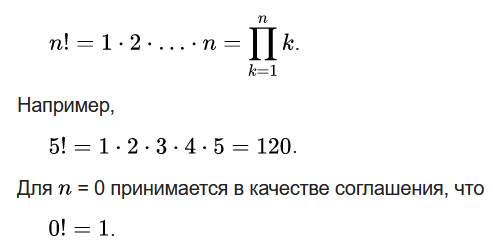 n! = 1 · 2 · … · n = ∏_{k=1}^{n} k.
Например,
5! = 1 · 2 · 3 · 4 · 5 = 120.
Для n = 0 принимается в качестве соглашения, что
0! = 1.